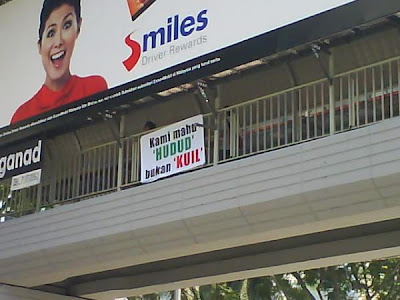 Smiles
Driver Rewards
ganad
Kami mahu
'HUDUD'
bukan 'KUIL'